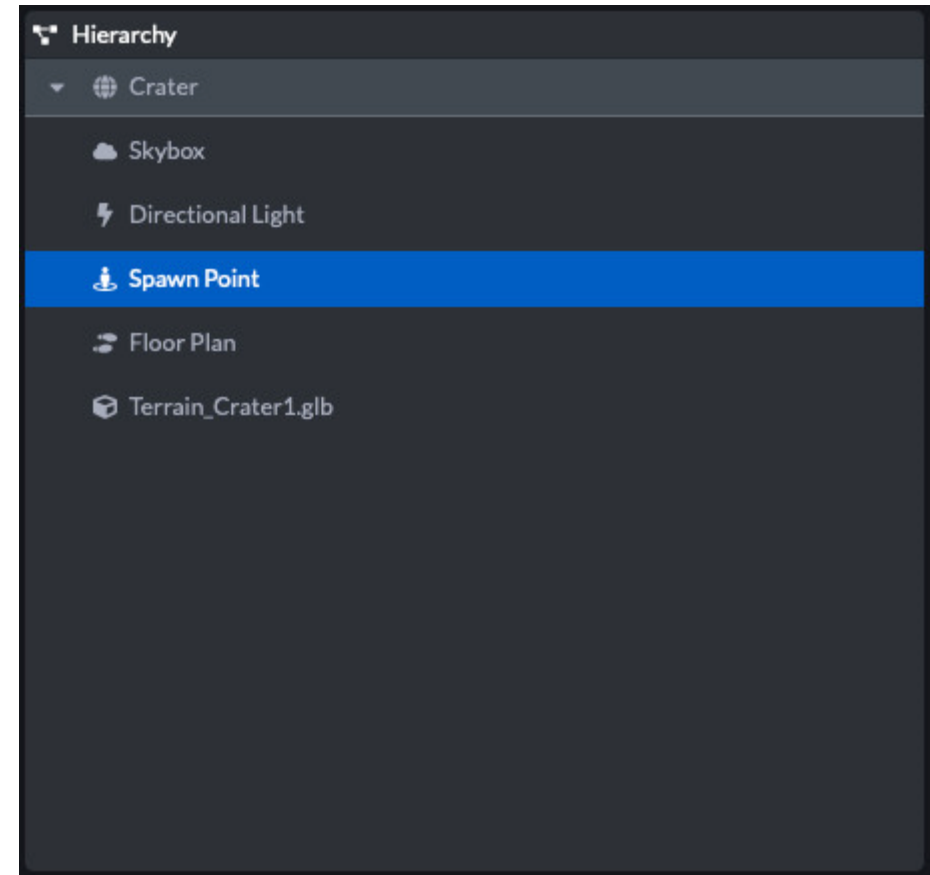 Hierarchy
Crater
Skybox
Directional Light
Spawn Point
Floor Plan
Terrain_Crater1.glb